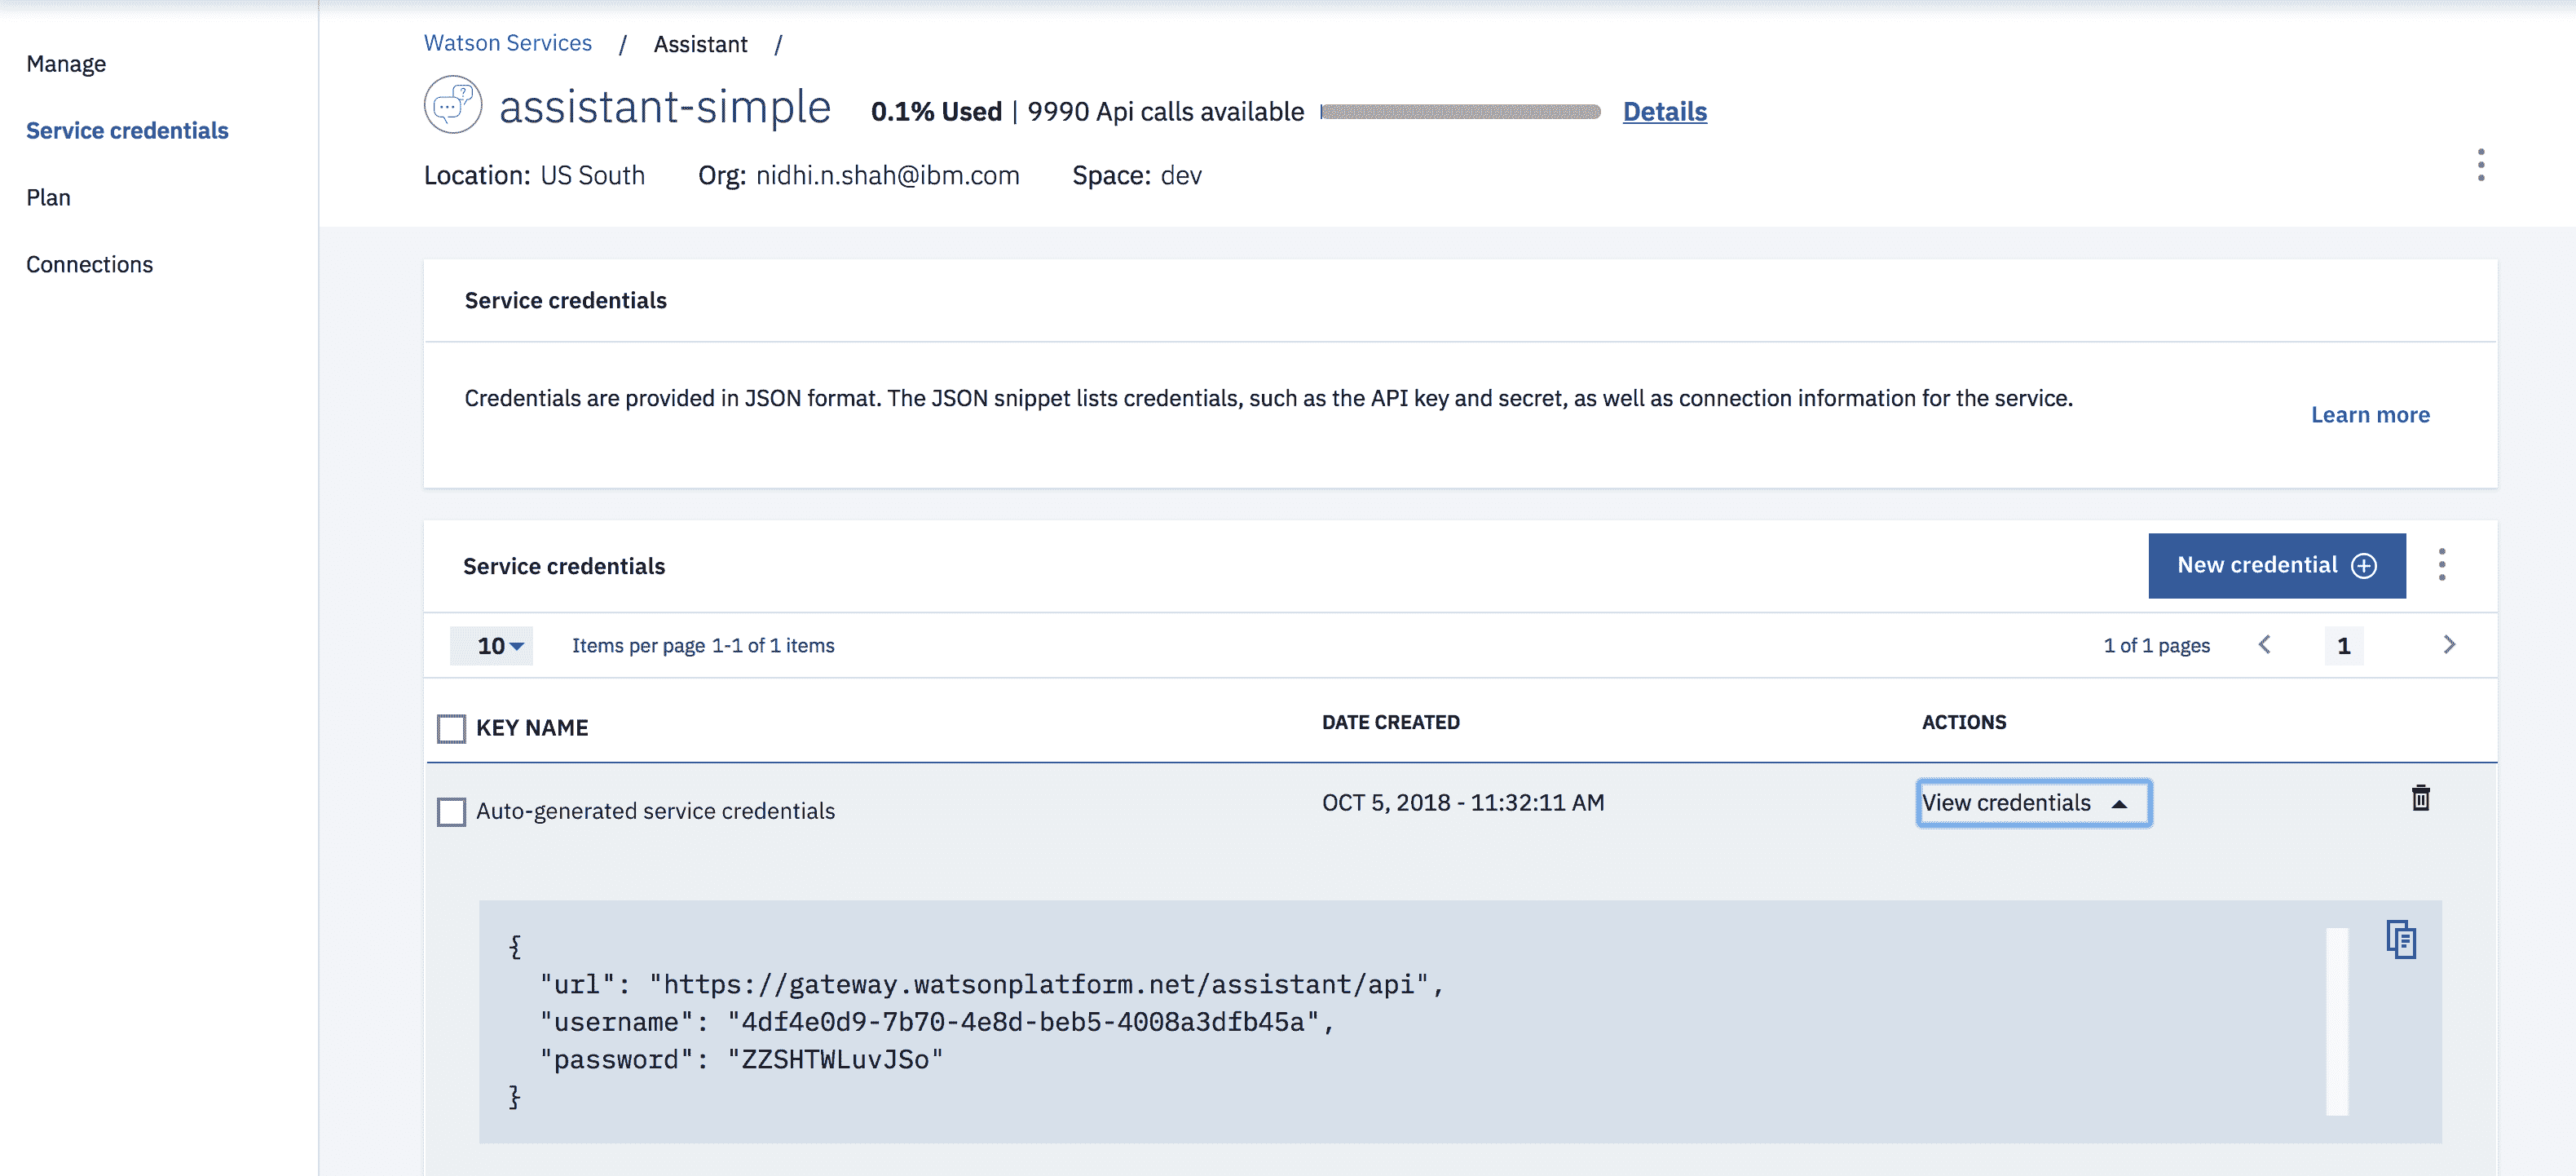 Manage
Service credentials
Plan
Connections
Watson Services / Assistant /
assistant-simple 0.1% Used | 9990 Api calls available Details
Location: US South Org: nidhi.n.shah@ibm.com Space: dev
Service credentials
Credentials are provided in JSON format. The JSON snippet lists credentials, such as the API key and secret, as well as connection information for the service.
Learn more
Service credentials New credential
10 Items per page 1-1 of 1 items 1 of 1 pages 1
KEY NAME DATE CREATED ACTIONS
Auto-generated service credentials OCT 5, 2018 - 11:32:11 AM View credentials
{
"url": "https://gateway.watsonplatform.net/assistant/api",
"username": "4df4e0d9-7b70-4e8d-beb5-4008a3dfb45a",
"password": "ZZSHTWLuvJSo"
}